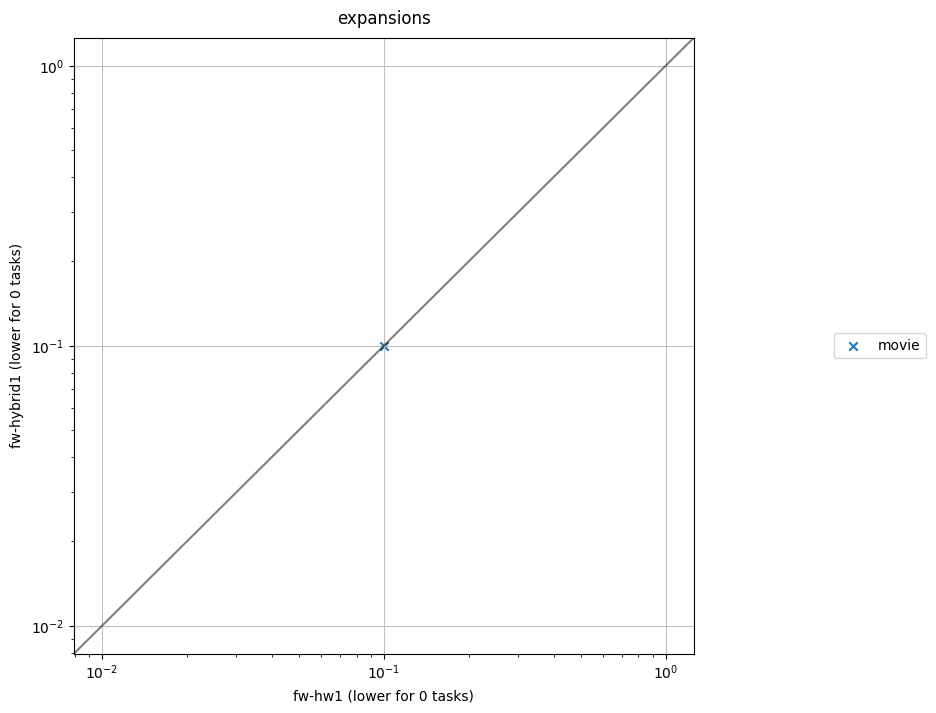 expansions
10⁰
10⁻¹
10⁻²
fw-hybrid1 (lower for 0 tasks)
10⁻²
10⁻¹
10⁰
fw-hw1 (lower for 0 tasks)
movie